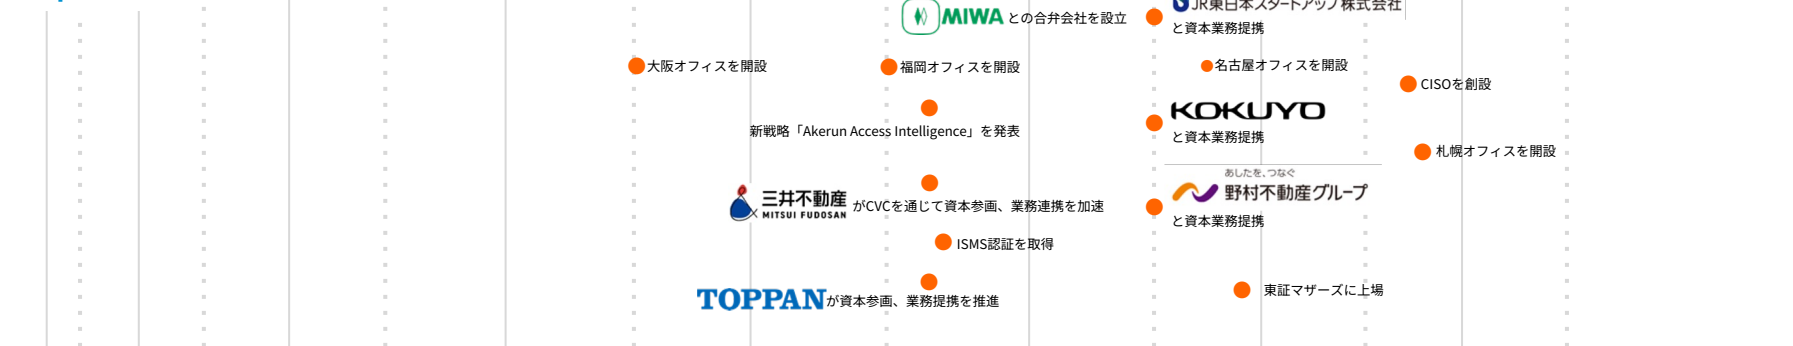 MIWA との合弁会社を設立
JR東日本スタートアップ株式会社
と資本業務提携
大阪オフィスを開設
福岡オフィスを開設
名古屋オフィスを開設
CISOを創設
新戦略「Akerun Access Intelligence」を発表
KOKUYO
と資本業務提携
札幌オフィスを開設
三井不動産
MITSUI FUDOSAN
がCVCを通じて資本参画、業務連携を加速
あしたを、つなぐ
野村不動産グループ
と資本業務提携
ISMS認証を取得
TOPPANが資本参画、業務提携を推進
東証マザーズに上場